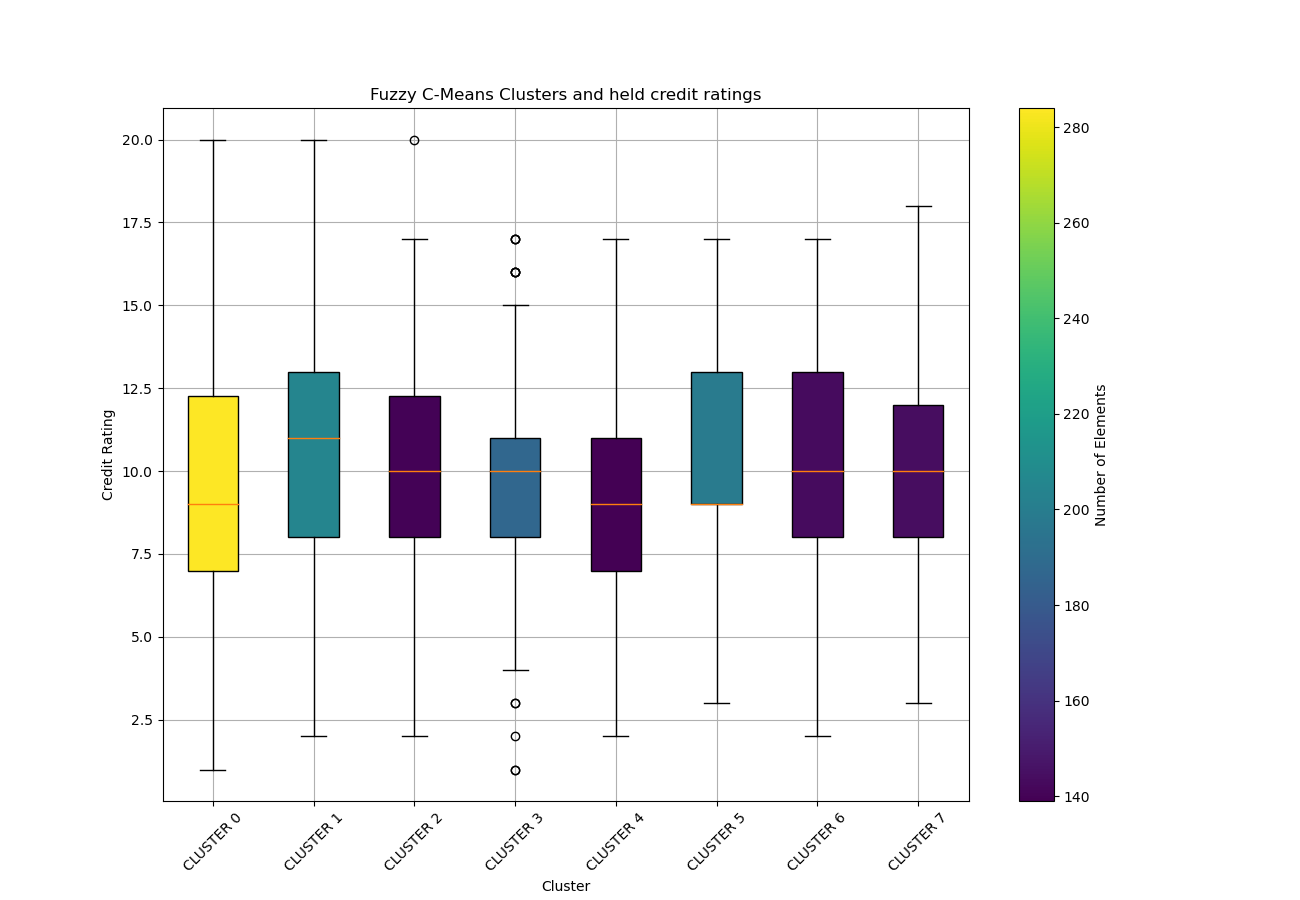 Fuzzy C-Means Clusters and held credit ratings
20.0
17.5
15.0
12.5
10.0
7.5
5.0
2.5
Credit Rating
CLUSTER 0
CLUSTER 1
CLUSTER 2
CLUSTER 3
CLUSTER 4
CLUSTER 5
CLUSTER 6
CLUSTER 7
Cluster
280
260
240
220
200
180
160
140
Number of Elements